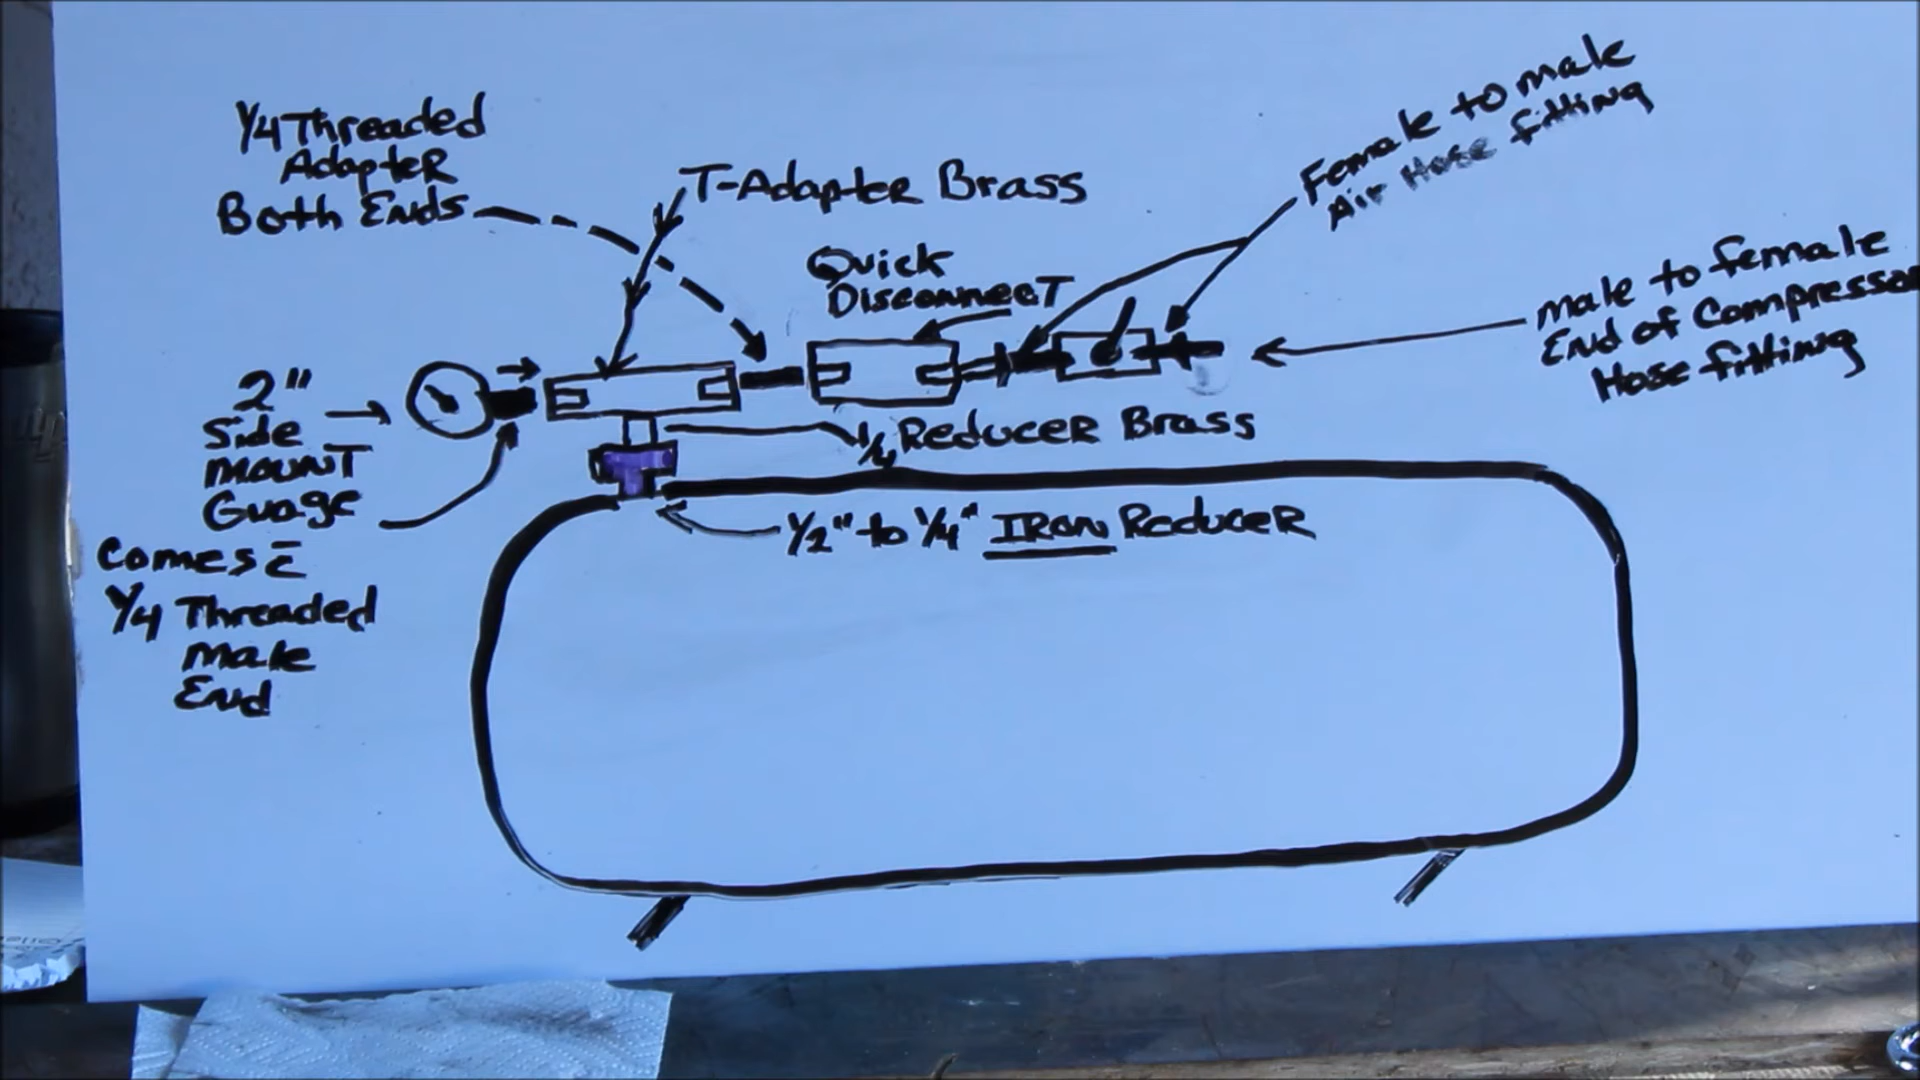 1/4 Threaded
Adapter
Both Ends
T-Adapter Brass
Quick
Disconnect
Female to male
Air Hose fitting
male to female
End of Compressor
Hose fitting
2"
Side
mount
Guage
Comes c̄
1/4 Threaded
male
End
1/4 Reducer Brass
1/2" to 1/4" IRON Reducer